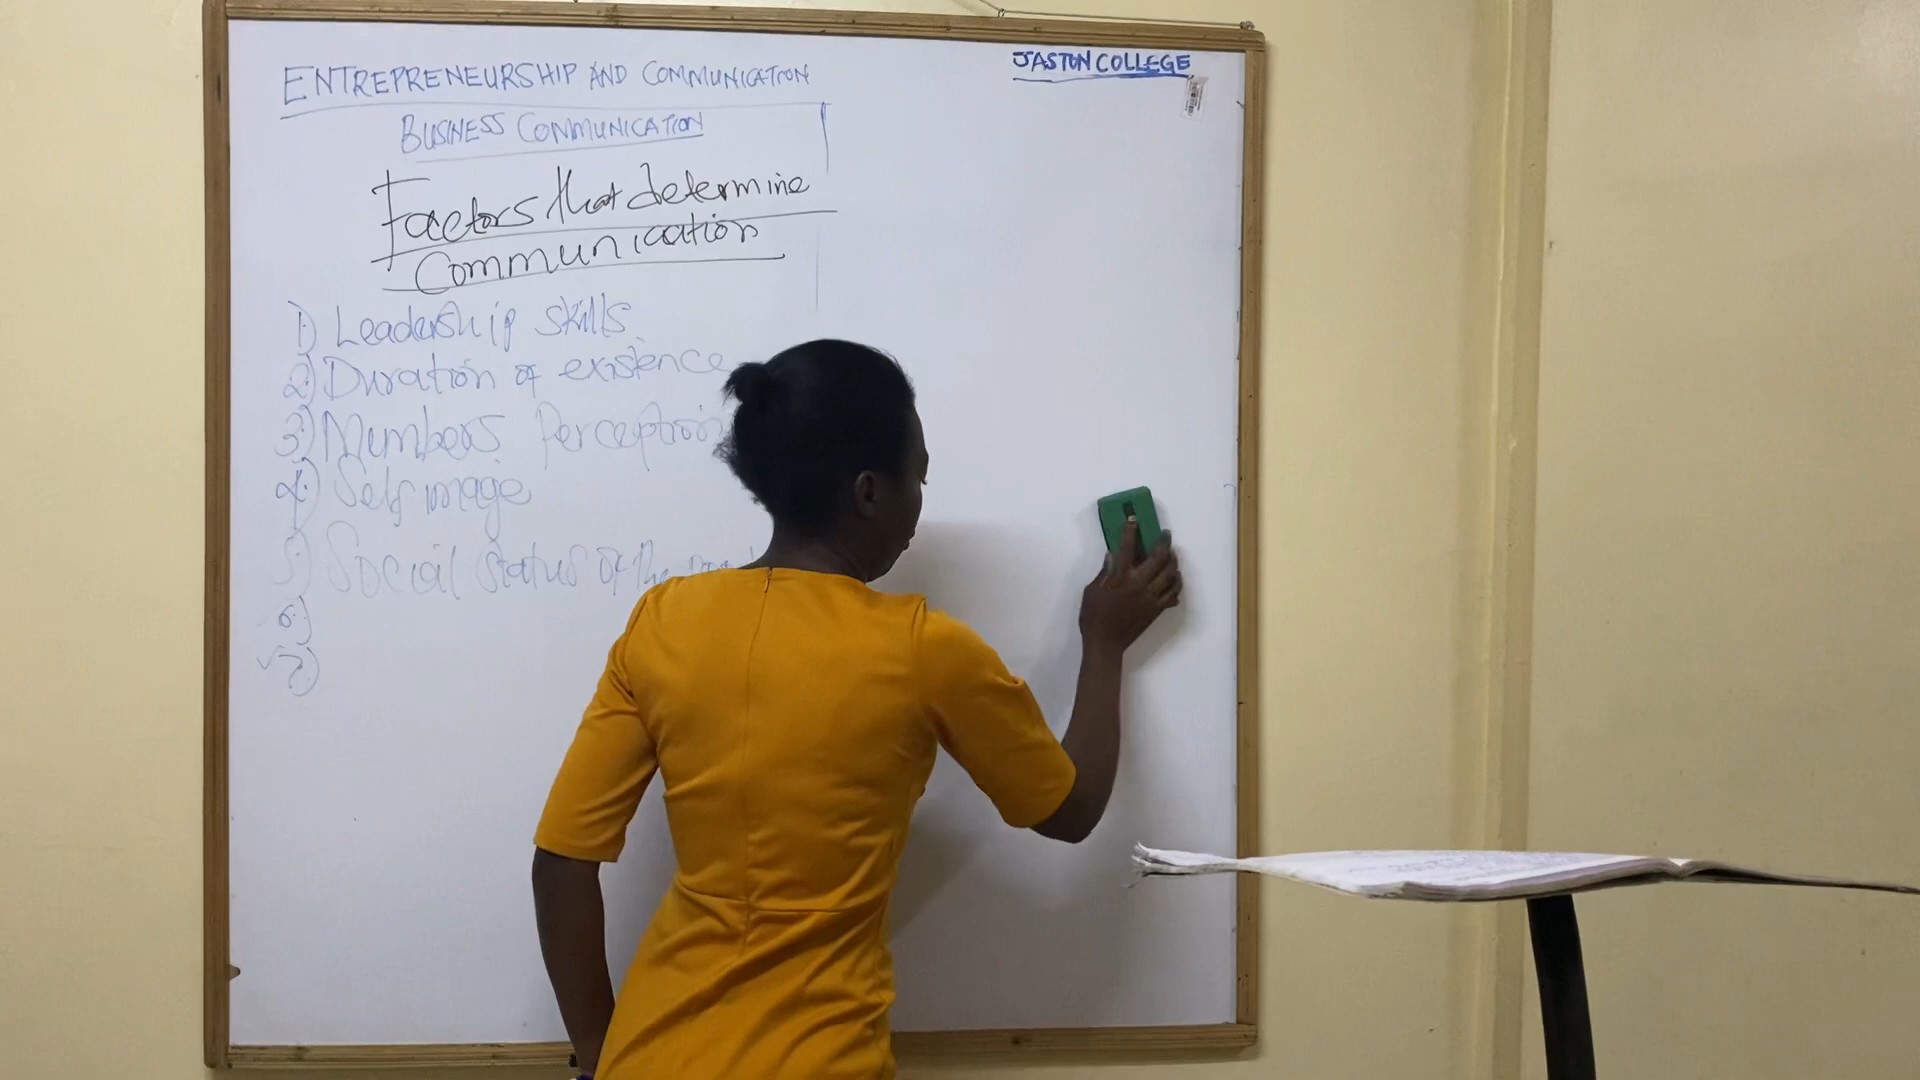 ENTREPRENEURSHIP AND COMMUNICATION
JASTON COLLEGE
BUSINESS COMMUNICATION
Factors that determine
Communication
1) Leadership skills
2) Duration of existence
3) Members Perception
4) Self image
5) Social status of the
6)
7)